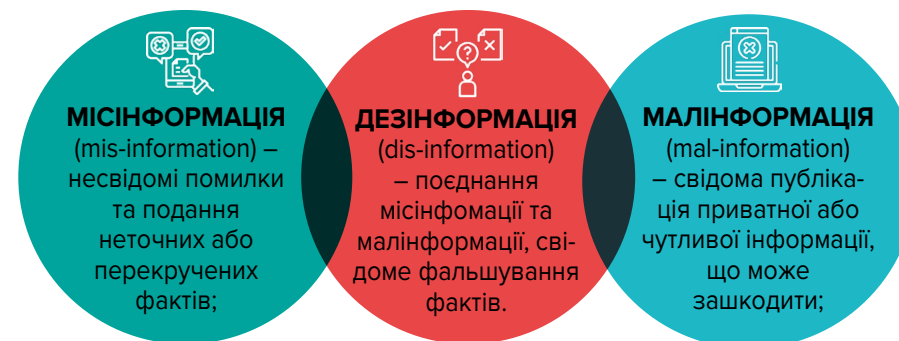 МІСІНФОРМАЦІЯ
(mis-information) –
несвідомі помилки
та подання
неточних або
перекручених
фактів;
ДЕЗІНФОРМАЦІЯ
(dis-information)
– поєднання
місінфомації та
малінформації, сві-
доме фальшування
фактів.
МАЛІНФОРМАЦІЯ
(mal-information)
– свідома публіка-
ція приватної або
чутливої інформації,
що може
зашкодити;